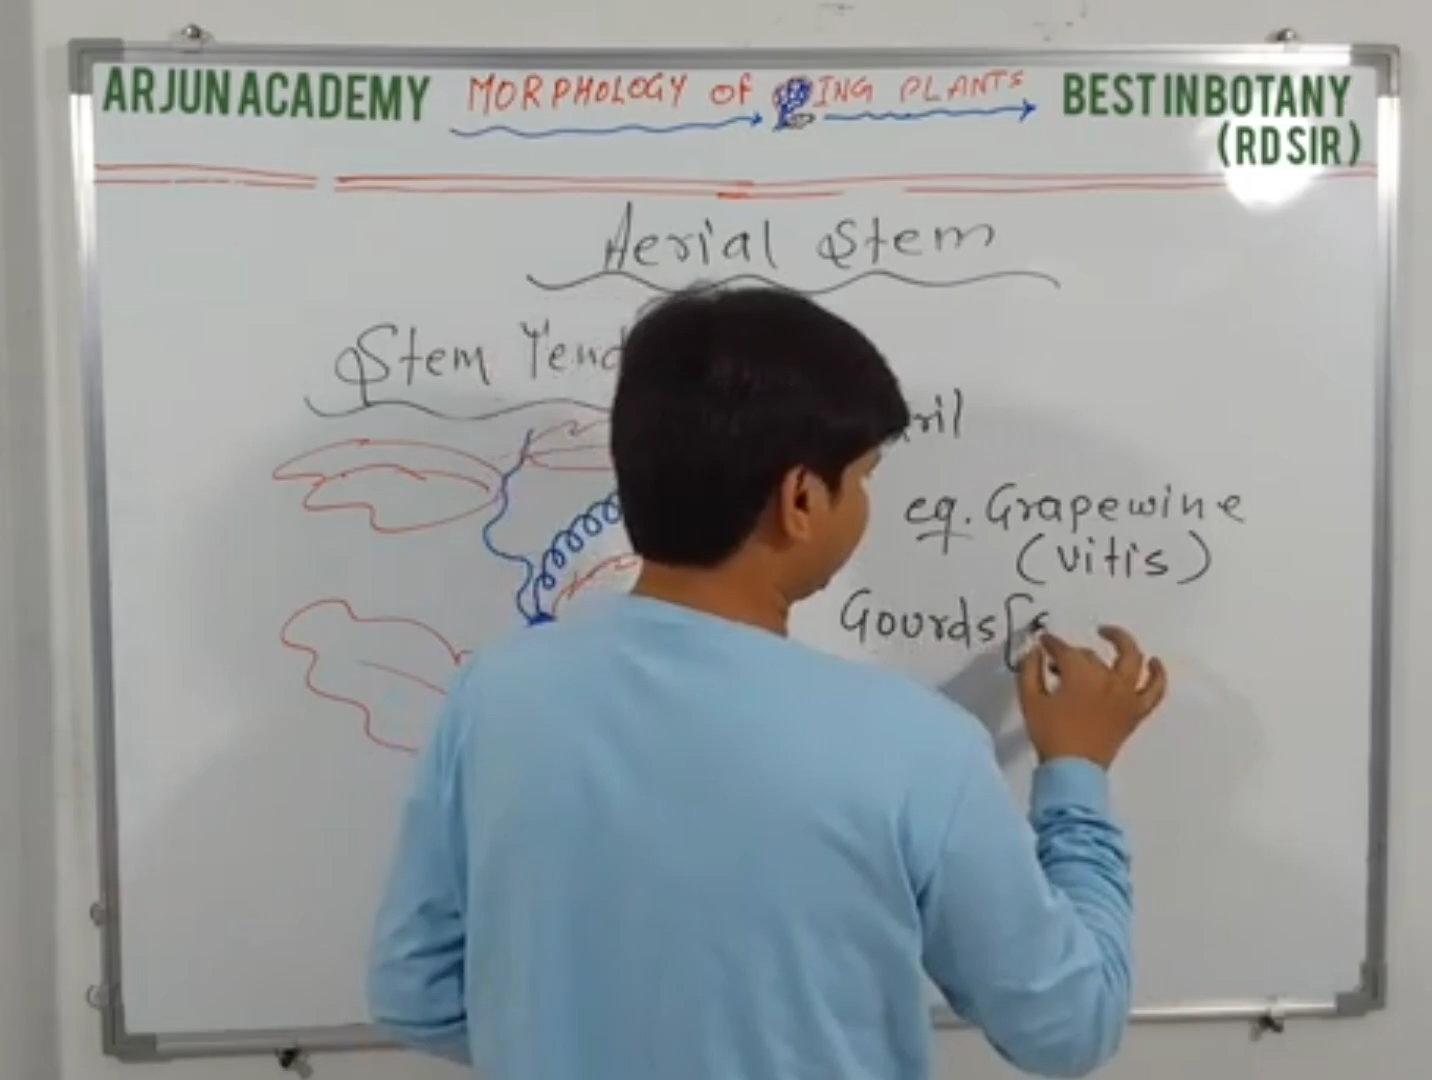 ARJUN ACADEMY
MORPHOLOGY OF ING PLANTS
BEST IN BOTANY
(RD SIR)
Aerial Stem
Stem Tend
ril
eg. Grapewine
(Vitis)
Gourds [